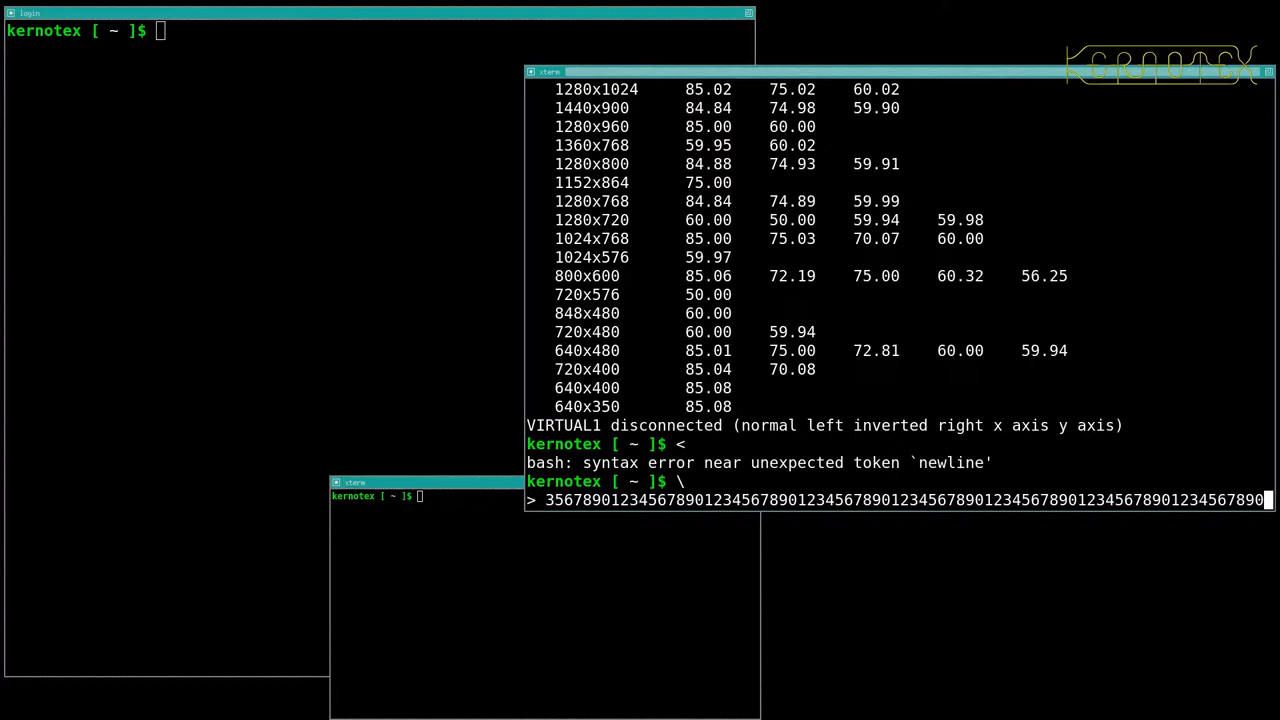 login
kernotex [ ~ ]$
KERNOTEX
xterm
1280x1024 85.02 75.02 60.02
1440x900 84.84 74.98 59.90
1280x960 85.00 60.00
1360x768 59.95 60.02
1280x800 84.88 74.93 59.91
1152x864 75.00
1280x768 84.84 74.89 59.99
1280x720 60.00 50.00 59.94 59.98
1024x768 85.00 75.03 70.07 60.00
1024x576 59.97
800x600 85.06 72.19 75.00 60.32 56.25
720x576 50.00
848x480 60.00
720x480 60.00 59.94
640x480 85.01 75.00 72.81 60.00 59.94
720x400 85.04 70.08
640x400 85.08
640x350 85.08
VIRTUAL1 disconnected (normal left inverted right x axis y axis)
kernotex [ ~ ]$ <
bash: syntax error near unexpected token `newline'
kernotex [ ~ ]$ \
> 35678901234567890123456789012345678901234567890123456789012345678901234567890
xterm
kernotex [ ~ ]$